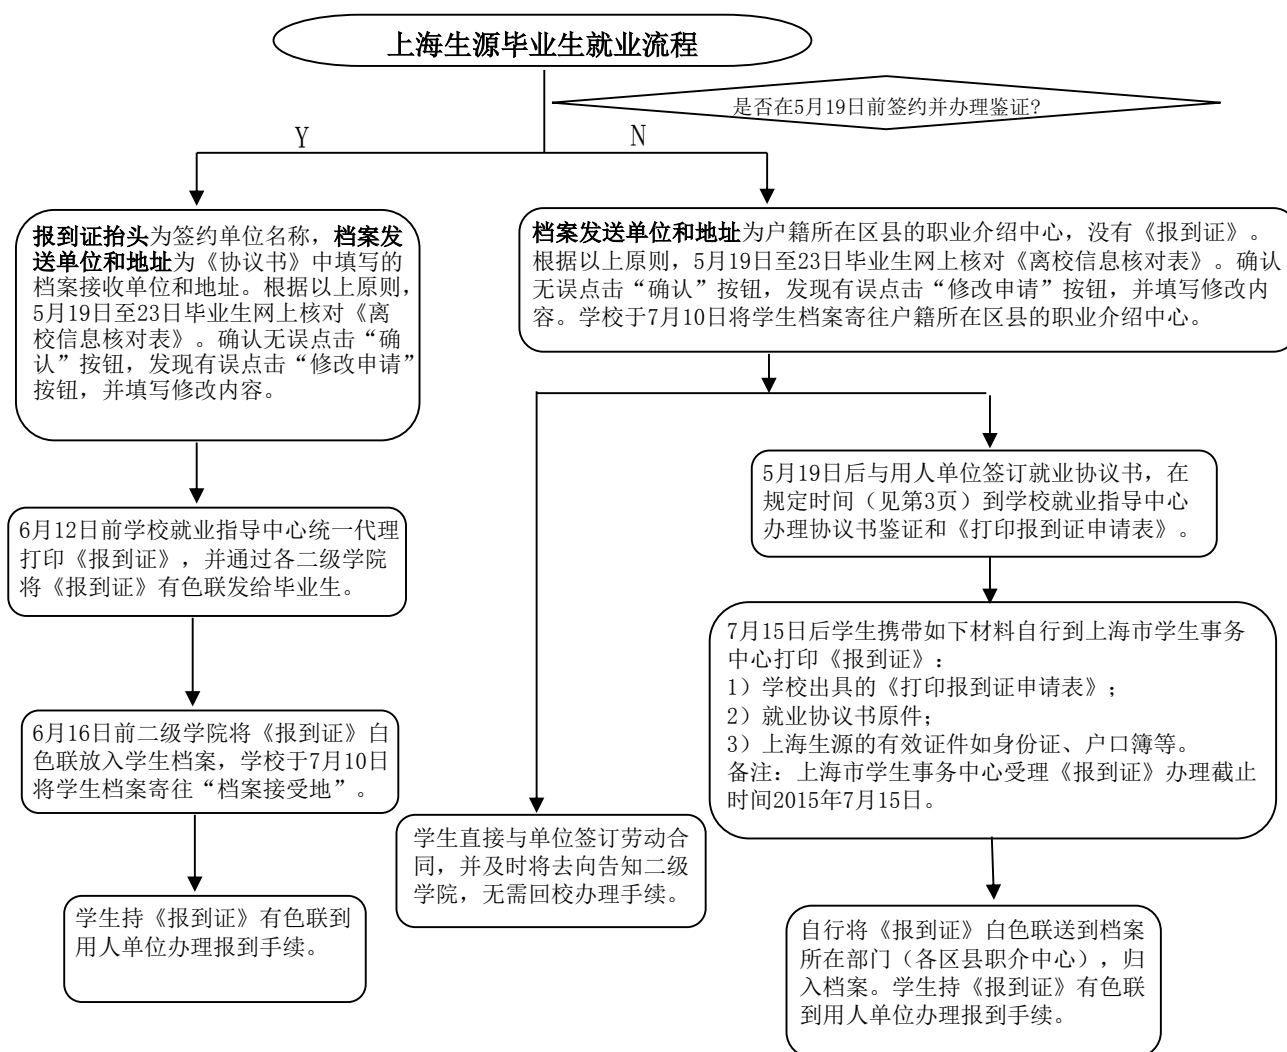 上海生源毕业生就业流程
是否在5月19日前签约并办理鉴证?
Y
N
报到证抬头为签约单位名称，档案发
送单位和地址为《协议书》中填写的
档案接收单位和地址。根据以上原则，
5月19日至23日毕业生网上核对《离
校信息核对表》。确认无误点击“确
认”按钮，发现有误点击“修改申请”
按钮，并填写修改内容。
档案发送单位和地址为户籍所在区县的职业介绍中心，没有《报到证》。
根据以上原则，5月19日至23日毕业生网上核对《离校信息核对表》。确认
无误点击“确认”按钮，发现有误点击“修改申请”按钮，并填写修改内
容。学校于7月10日将学生档案寄往户籍所在区县的职业介绍中心。
6月12日前学校就业指导中心统一代理
打印《报到证》，并通过各二级学院
将《报到证》有色联发给毕业生。
5月19日后与用人单位签订就业协议书，在
规定时间（见第3页）到学校就业指导中心
办理协议书鉴证和《打印报到证申请表》。
7月15日后学生携带如下材料自行到上海市学生事务
中心打印《报到证》：
1）学校出具的《打印报到证申请表》；
2）就业协议书原件；
3）上海生源的有效证件如身份证、户口簿等。
备注：上海市学生事务中心受理《报到证》办理截止
时间2015年7月15日。
6月16日前二级学院将《报到证》白
色联放入学生档案，学校于7月10日
将学生档案寄往“档案接受地”。
学生直接与单位签订劳动合
同，并及时将去向告知二级
学院，无需回校办理手续。
学生持《报到证》有色联到
用人单位办理报到手续。
自行将《报到证》白色联送到档案
所在部门（各区县职介中心），归
入档案。学生持《报到证》有色联
到用人单位办理报到手续。